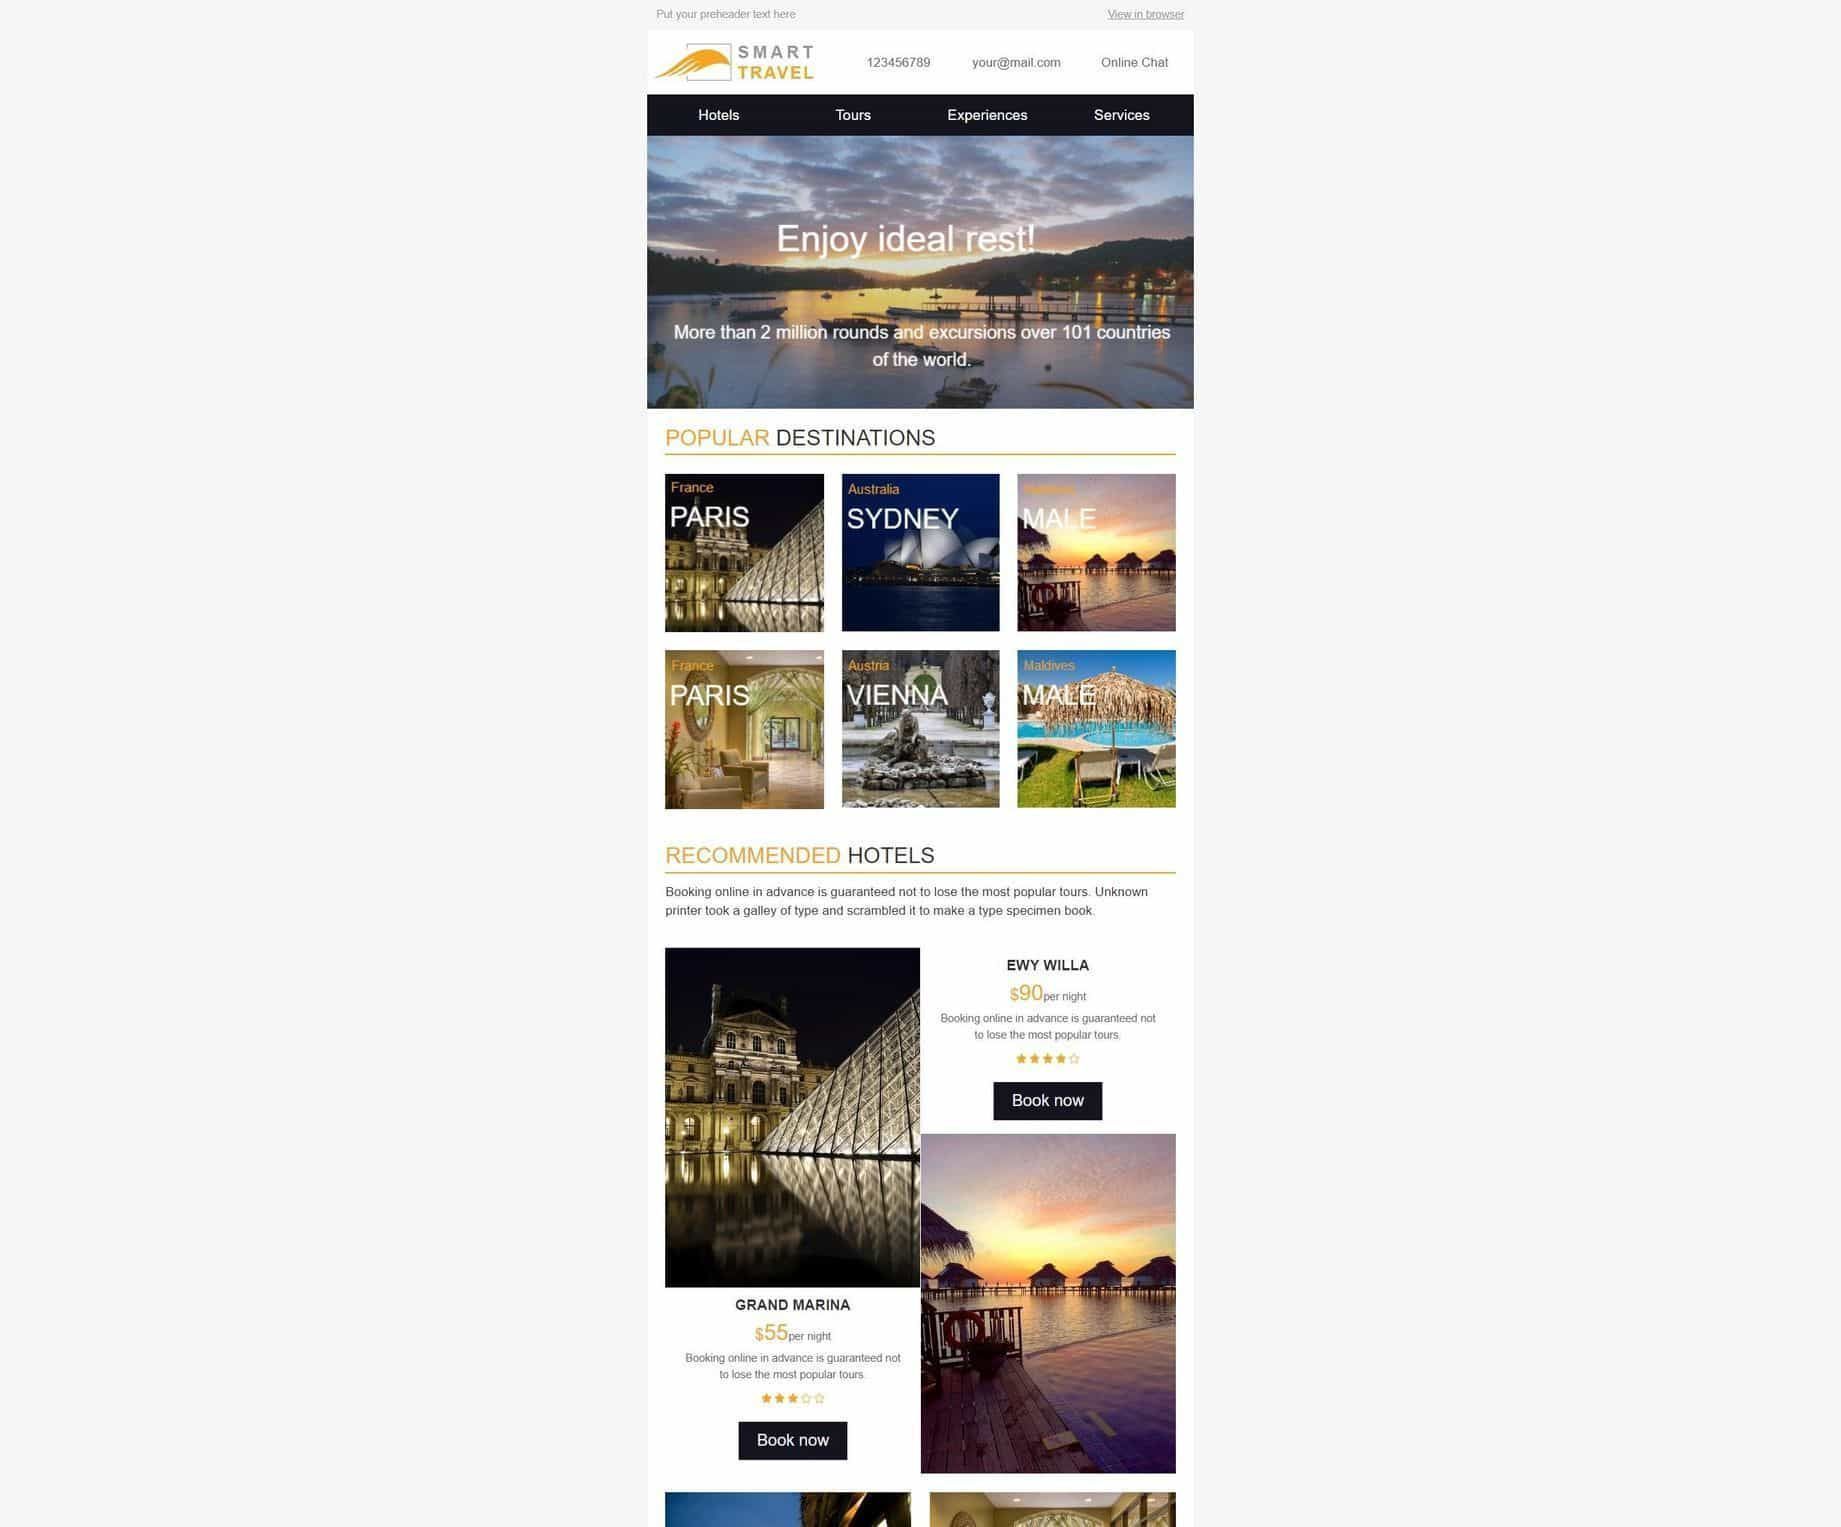 Put your preheader text here
View in browser
SMART
TRAVEL
123456789
your@mail.com
Online Chat
Hotels
Tours
Experiences
Services
Enjoy ideal rest!
More than 2 million rounds and excursions over 101 countries
of the world.
POPULAR DESTINATIONS
France
PARIS
Australia
SYDNEY
MALE
France
PARIS
Austria
VIENNA
Maldives
MALE
RECOMMENDED HOTELS
Booking online in advance is guaranteed not to lose the most popular tours. Unknown
printer took a galley of type and scrambled it to make a type specimen book.
EWY WILLA
$90per night
Booking online in advance is guaranteed not
to lose the most popular tours.
Book now
GRAND MARINA
$55per night
Booking online in advance is guaranteed not
to lose the most popular tours.
Book now